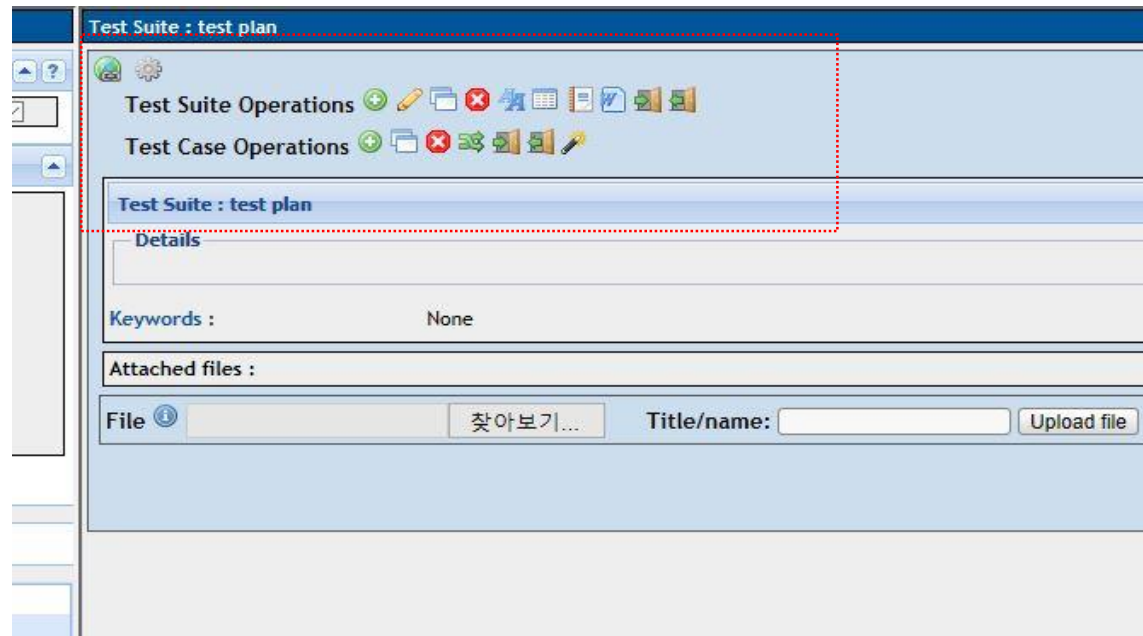 Test Suite : test plan
?
Test Suite Operations
Test Case Operations
Test Suite : test plan
Details
Keywords : None
Attached files :
File 찾아보기... Title/name: Upload file